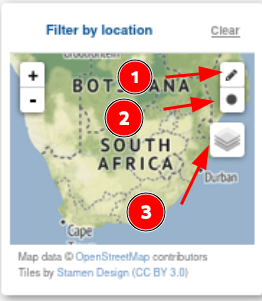 Filter by location Clear
+
-
1
BOTSWANA
2
SOUTH
AFRICA
Durban
3
Cape
Map data © OpenStreetMap contributors
Tiles by Stamen Design (CC BY 3.0)